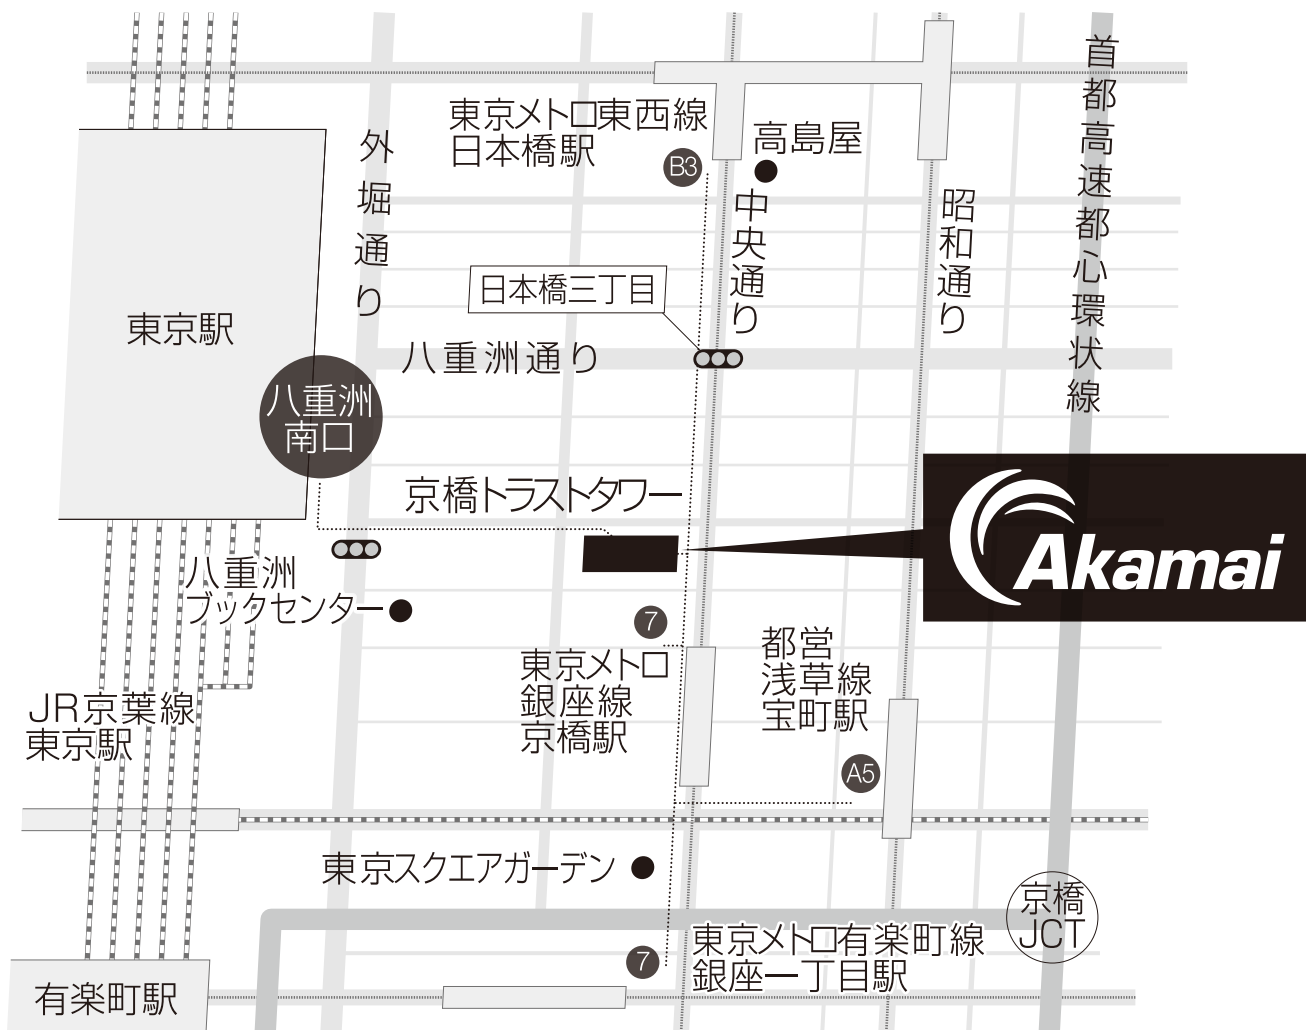 東京メトロ東西線
日本橋駅
B3
高島屋
外堀通り
中央通り
昭和通り
首都高速都心環状線
日本橋三丁目
東京駅
八重洲通り
八重洲
南口
京橋トラストタワー
Akamai
八重洲
ブックセンター
7
東京メトロ
銀座線
京橋駅
都営
浅草線
宝町駅
JR京葉線
東京駅
A5
東京スクエアガーデン
京橋
JCT
東京メトロ有楽町線
銀座一丁目駅
7
有楽町駅